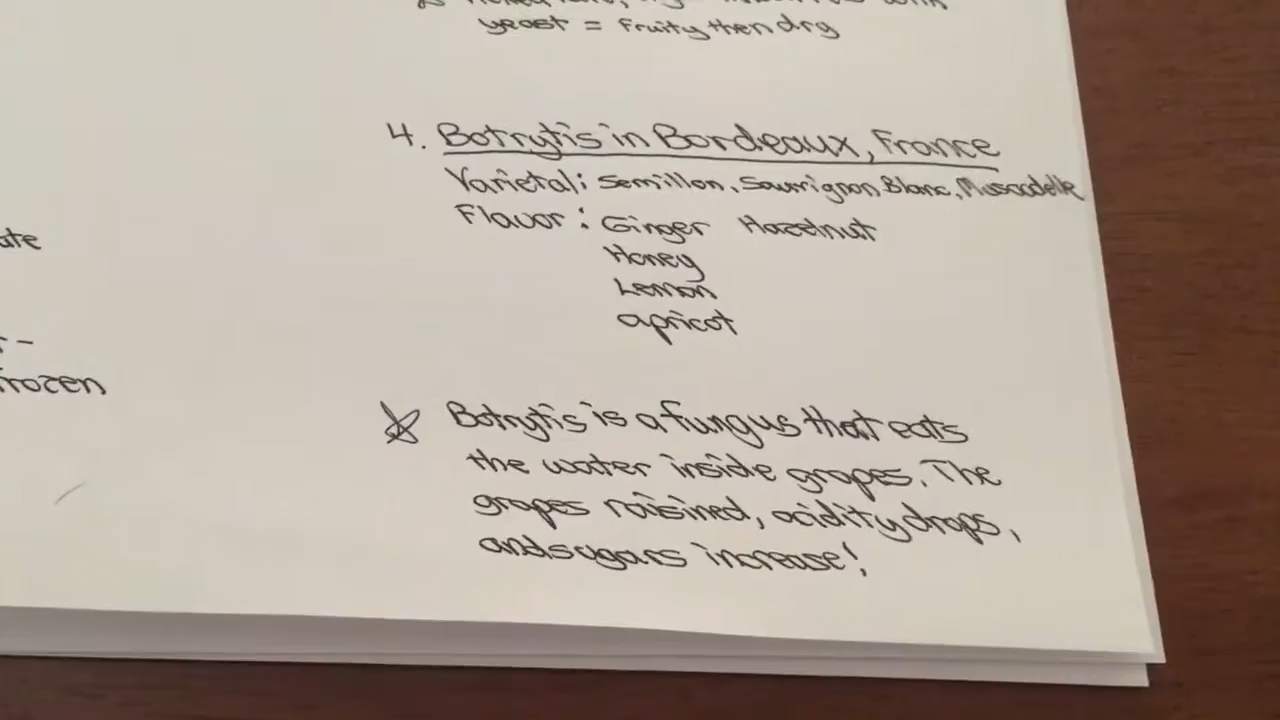 yeast = fruity then dry
4. Botrytis in Bordeaux, France
Varietal: Semillon, Sauvignon, Blanc, Muscadelle
Flavor: Ginger Hazelnut
Honey
Lemon
apricot
ate
r-
frozen
Botrytis is a fungus that eats
the water inside grapes. The
grapes raisined, acidity drops,
and sugars increase!